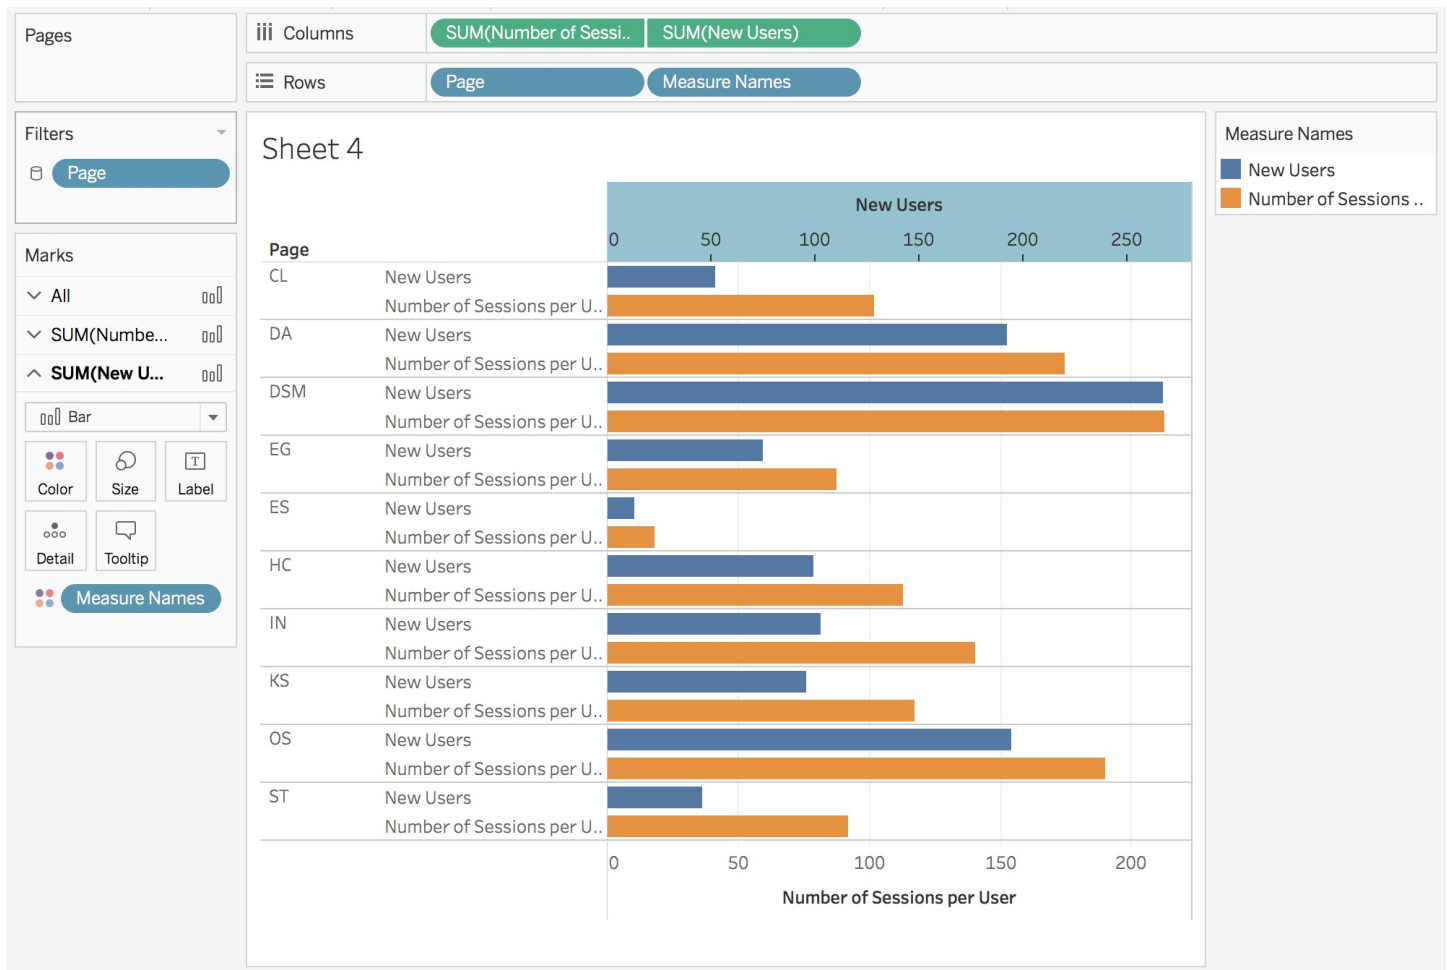 Pages
Columns SUM(Number of Sessi.. SUM(New Users)
Rows Page Measure Names
Filters
Page
Marks
All
SUM(Numbe...
SUM(New U...
Bar
Color Size Label
Detail Tooltip
Measure Names
Sheet 4
New Users
0 50 100 150 200 250
Page
CL New Users
Number of Sessions per U..
DA New Users
Number of Sessions per U..
DSM New Users
Number of Sessions per U..
EG New Users
Number of Sessions per U..
ES New Users
Number of Sessions per U..
HC New Users
Number of Sessions per U..
IN New Users
Number of Sessions per U..
KS New Users
Number of Sessions per U..
OS New Users
Number of Sessions per U..
ST New Users
Number of Sessions per U..
0 50 100 150 200
Number of Sessions per User
Measure Names
New Users
Number of Sessions ..